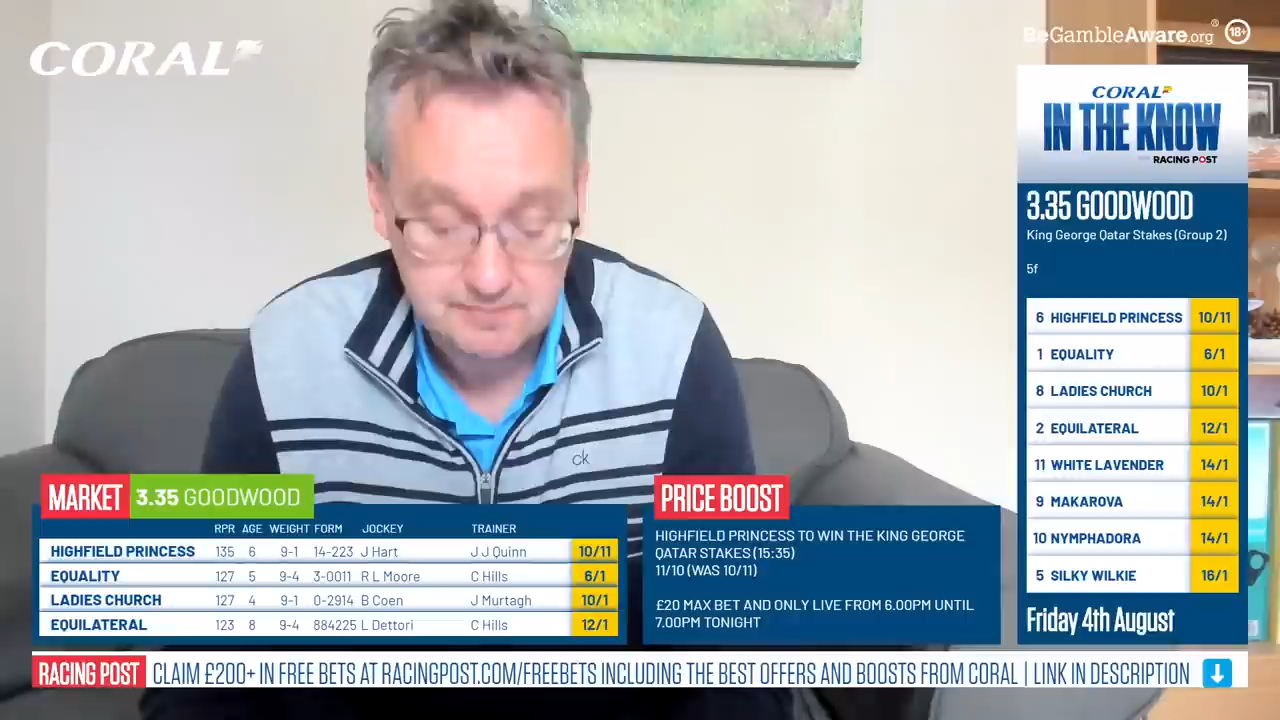 CORAL
BeGambleAware.org® 18+
CORAL
IN THE KNOW
RACING POST
3.35 GOODWOOD
King George Qatar Stakes (Group 2)
5f
6 HIGHFIELD PRINCESS 10/11
1 EQUALITY 6/1
8 LADIES CHURCH 10/1
2 EQUILATERAL 12/1
11 WHITE LAVENDER 14/1
9 MAKAROVA 14/1
10 NYMPHADORA 14/1
5 SILKY WILKIE 16/1
Friday 4th August
ck
MARKET 3.35 GOODWOOD
RPR AGE WEIGHT FORM JOCKEY TRAINER
HIGHFIELD PRINCESS 135 6 9-1 14-223 J Hart J J Quinn 10/11
EQUALITY 127 5 9-4 3-0011 R L Moore C Hills 6/1
LADIES CHURCH 127 4 9-1 0-2914 B Coen J Murtagh 10/1
EQUILATERAL 123 8 9-4 884225 L Dettori C Hills 12/1
PRICE BOOST
HIGHFIELD PRINCESS TO WIN THE KING GEORGE
QATAR STAKES (15:35)
11/10 (WAS 10/11)
£20 MAX BET AND ONLY LIVE FROM 6.00PM UNTIL
7.00PM TONIGHT
RACING POST CLAIM £200+ IN FREE BETS AT RACINGPOST.COM/FREEBETS INCLUDING THE BEST OFFERS AND BOOSTS FROM CORAL | LINK IN DESCRIPTION